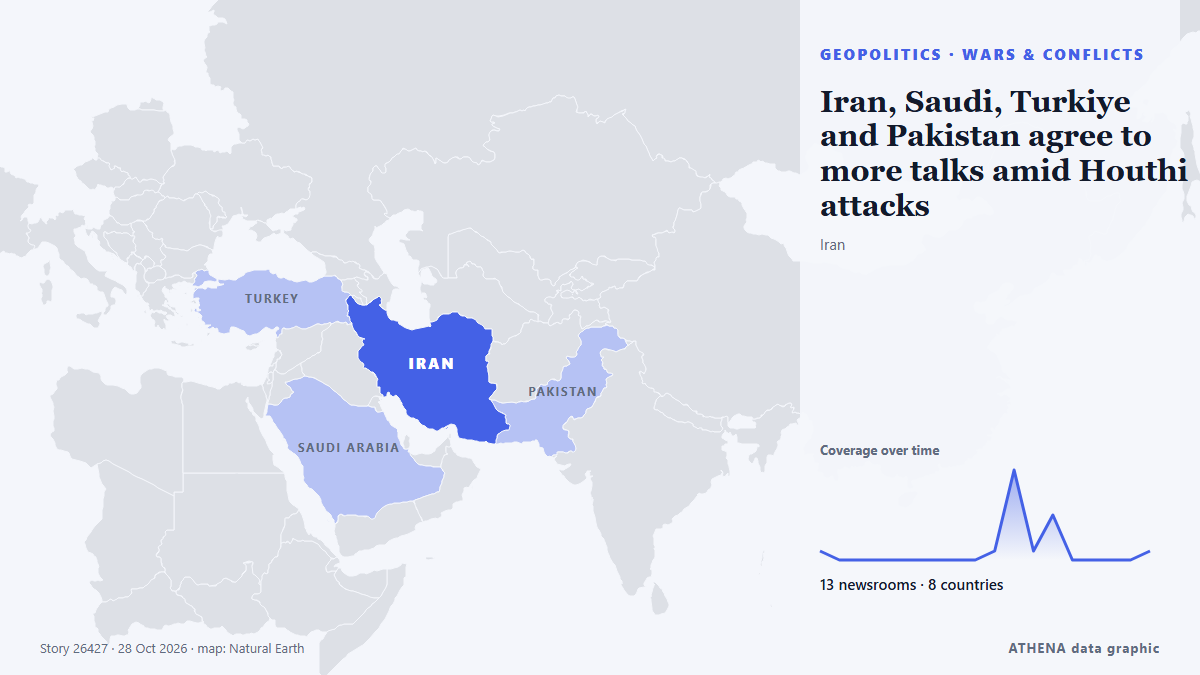 GEOPOLITICS · WARS & CONFLICTS
Iran, Saudi, Turkiye
and Pakistan agree to
more talks amid Houthi
attacks
Iran
TURKEY
IRAN
PAKISTAN
SAUDI ARABIA
Coverage over time
13 newsrooms · 8 countries
Story 26427 · 28 Oct 2026 · map: Natural Earth
ATHENA data graphic